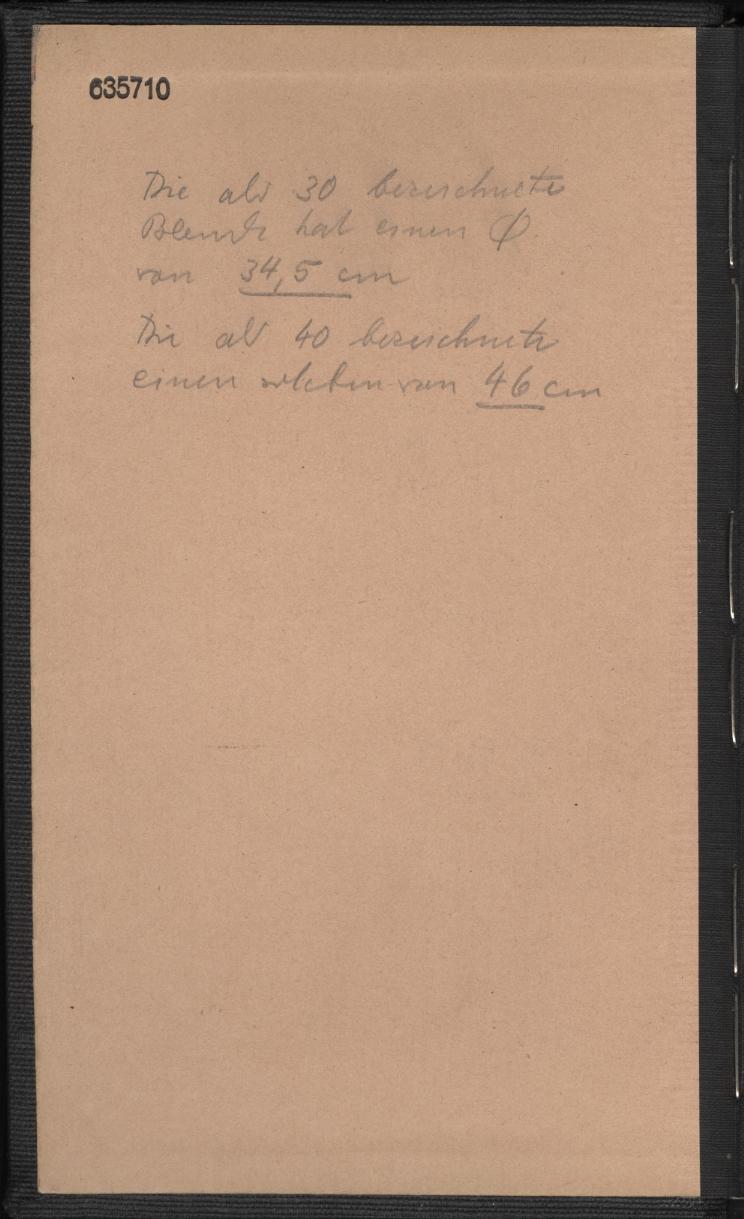 635710
Die als 30 bezeichnete
Blende hat einen Ø
von 34,5 cm
Die als 40 bezeichnete
einen solchen von 46 cm